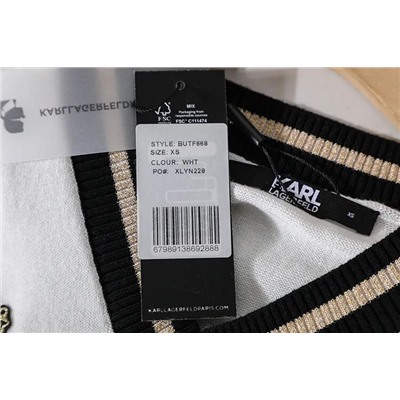 KARLLAGERFELD
FSC
MIX
Packaging from
responsible sources
FSC® C111474
STYLE: BUTF668
SIZE: XS
CLOUR: WHT
PO#: XLYN228
67989138692888
KARLLAGERFELDPARIS.COM
KARL
LAGERFELD
XS